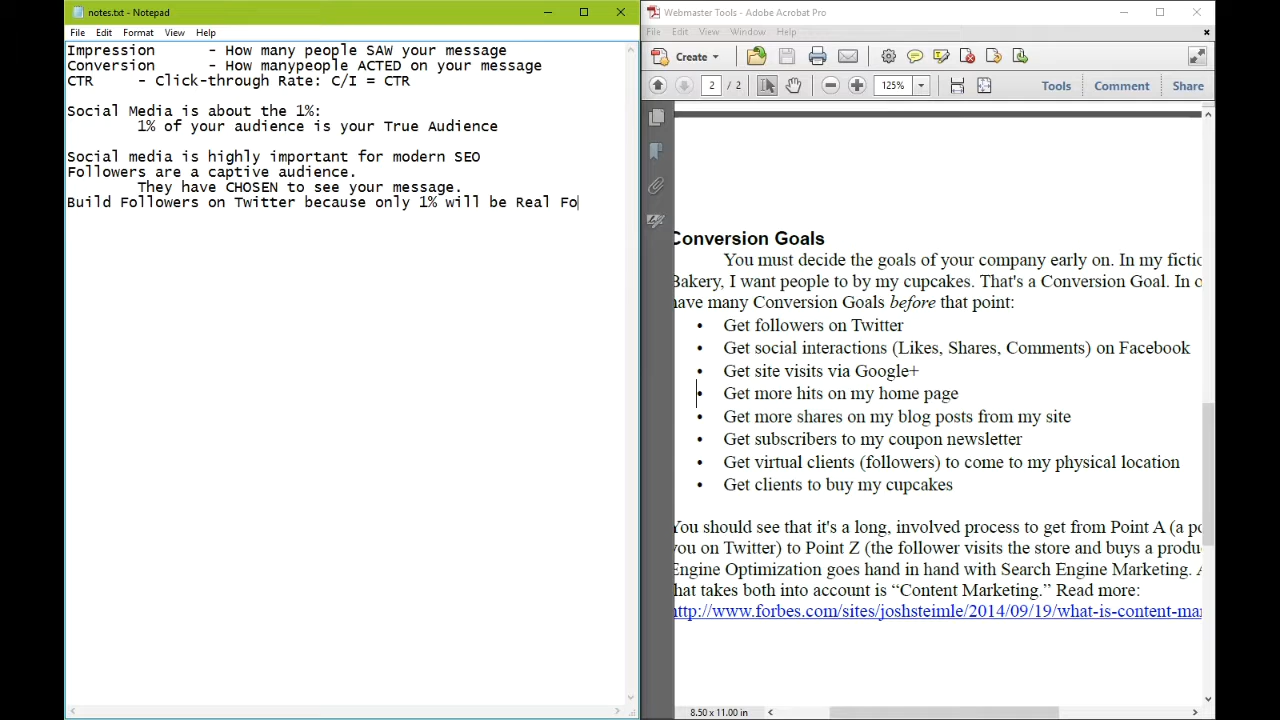 notes.txt - Notepad
File Edit Format View Help
Impression - How many people SAW your message
Conversion - How manypeople ACTED on your message
CTR - Click-through Rate: C/I = CTR
Social Media is about the 1%:
1% of your audience is your True Audience
Social media is highly important for modern SEO
Followers are a captive audience.
They have CHOSEN to see your message.
Build Followers on Twitter because only 1% will be Real Fo
Webmaster Tools - Adobe Acrobat Pro
File Edit View Window Help
Create
2 / 2 125% Tools Comment Share
Conversion Goals
You must decide the goals of your company early on. In my fictio
Bakery, I want people to by my cupcakes. That's a Conversion Goal. In o
have many Conversion Goals before that point:
• Get followers on Twitter
• Get social interactions (Likes, Shares, Comments) on Facebook
• Get site visits via Google+
• Get more hits on my home page
• Get more shares on my blog posts from my site
• Get subscribers to my coupon newsletter
• Get virtual clients (followers) to come to my physical location
• Get clients to buy my cupcakes
You should see that it's a long, involved process to get from Point A (a po
you on Twitter) to Point Z (the follower visits the store and buys a produ
Engine Optimization goes hand in hand with Search Engine Marketing. A
hat takes both into account is “Content Marketing.” Read more:
http://www.forbes.com/sites/joshsteimle/2014/09/19/what-is-content-mar
8.50 x 11.00 in